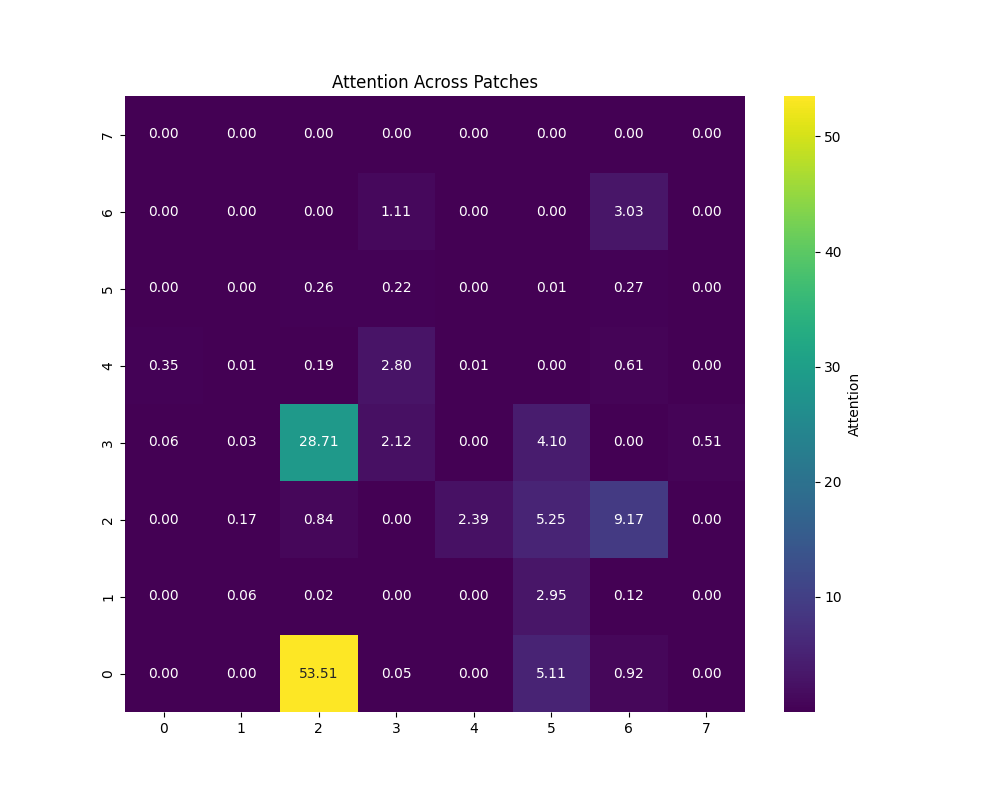 Attention Across Patches
7 0.00 0.00 0.00 0.00 0.00 0.00 0.00 0.00
50
6 0.00 0.00 0.00 1.11 0.00 0.00 3.03 0.00
40
5 0.00 0.00 0.26 0.22 0.00 0.01 0.27 0.00
4 0.35 0.01 0.19 2.80 0.01 0.00 0.61 0.00
30
Attention
3 0.06 0.03 28.71 2.12 0.00 4.10 0.00 0.51
20
2 0.00 0.17 0.84 0.00 2.39 5.25 9.17 0.00
1 0.00 0.06 0.02 0.00 0.00 2.95 0.12 0.00
10
0 0.00 0.00 53.51 0.05 0.00 5.11 0.92 0.00
0 1 2 3 4 5 6 7